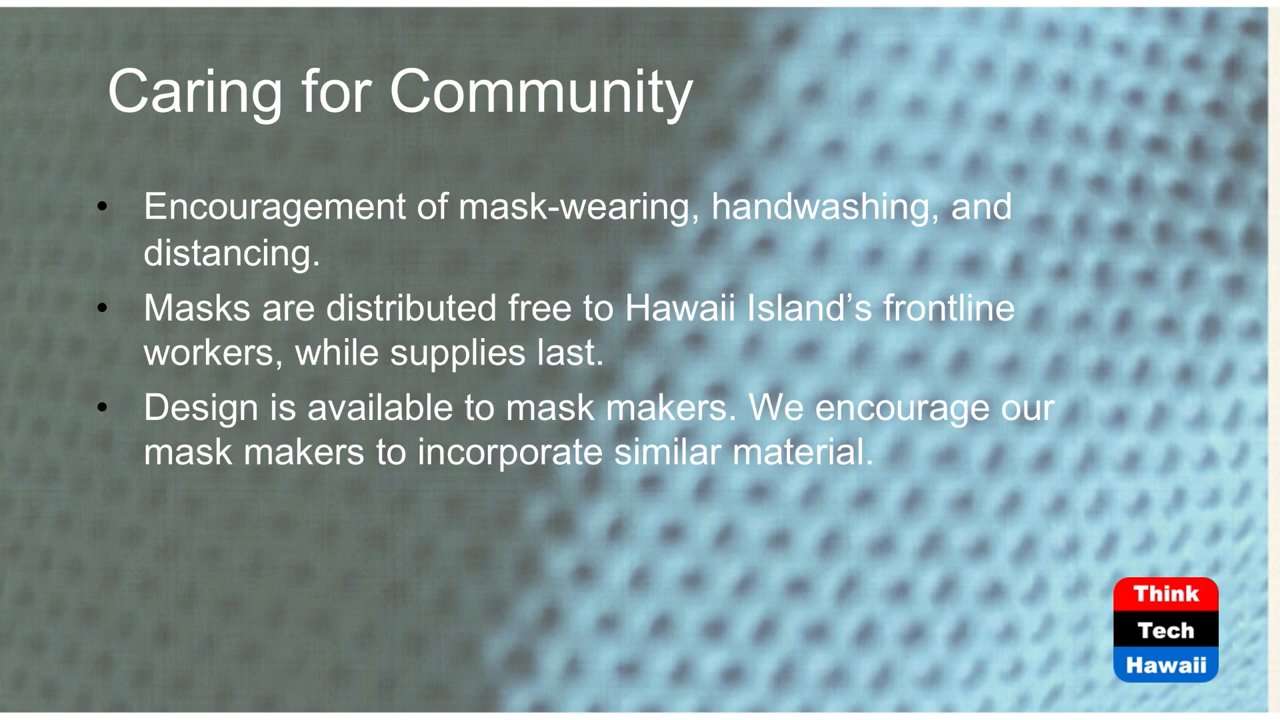 Caring for Community
• Encouragement of mask-wearing, handwashing, and
distancing.
• Masks are distributed free to Hawaii Island’s frontline
workers, while supplies last.
• Design is available to mask makers. We encourage our
mask makers to incorporate similar material.
Think
Tech
Hawaii